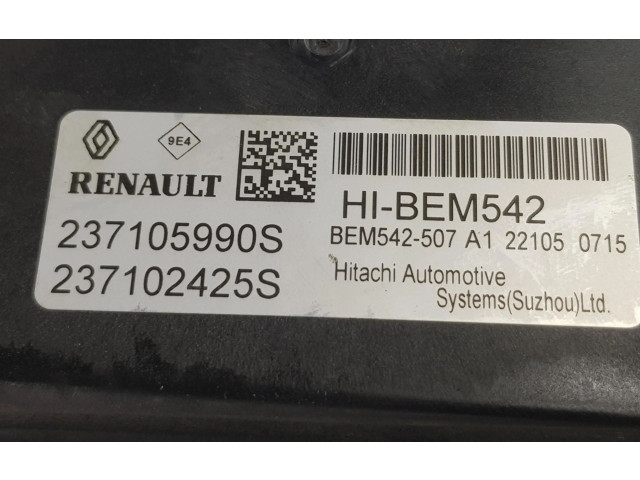 9E4
RENAULT
237105990S
237102425S
HI-BEM542
BEM542-507 A1 22105 0715
Hitachi Automotive
Systems(Suzhou)Ltd.